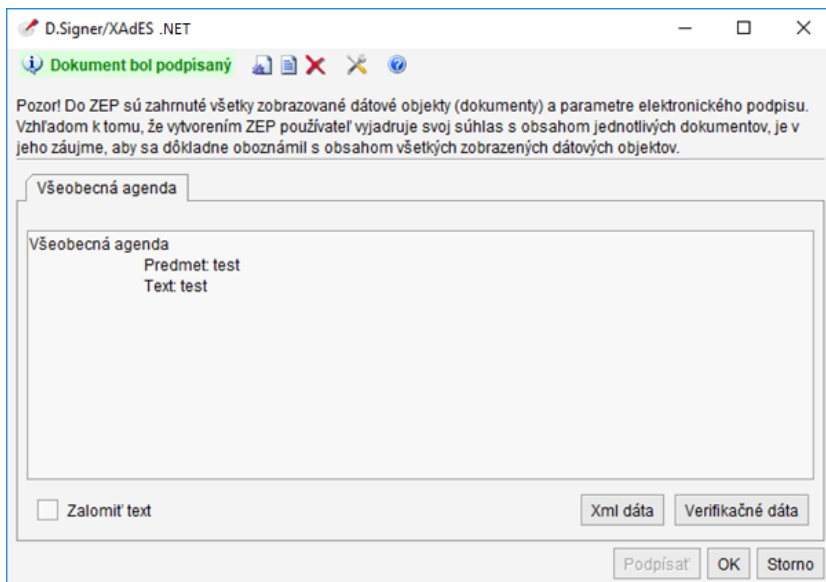 D.Signer/XAdES .NET
Dokument bol podpísaný
Pozor! Do ZEP sú zahrnuté všetky zobrazované dátové objekty (dokumenty) a parametre elektronického podpisu.
Vzhľadom k tomu, že vytvorením ZEP používateľ vyjadruje svoj súhlas s obsahom jednotlivých dokumentov, je v
jeho záujme, aby sa dôkladne oboznámil s obsahom všetkých zobrazených dátových objektov.
Všeobecná agenda
Všeobecná agenda
Predmet: test
Text: test
Zalomiť text
Xml dáta
Verifikačné dáta
Podpísať
OK
Storno